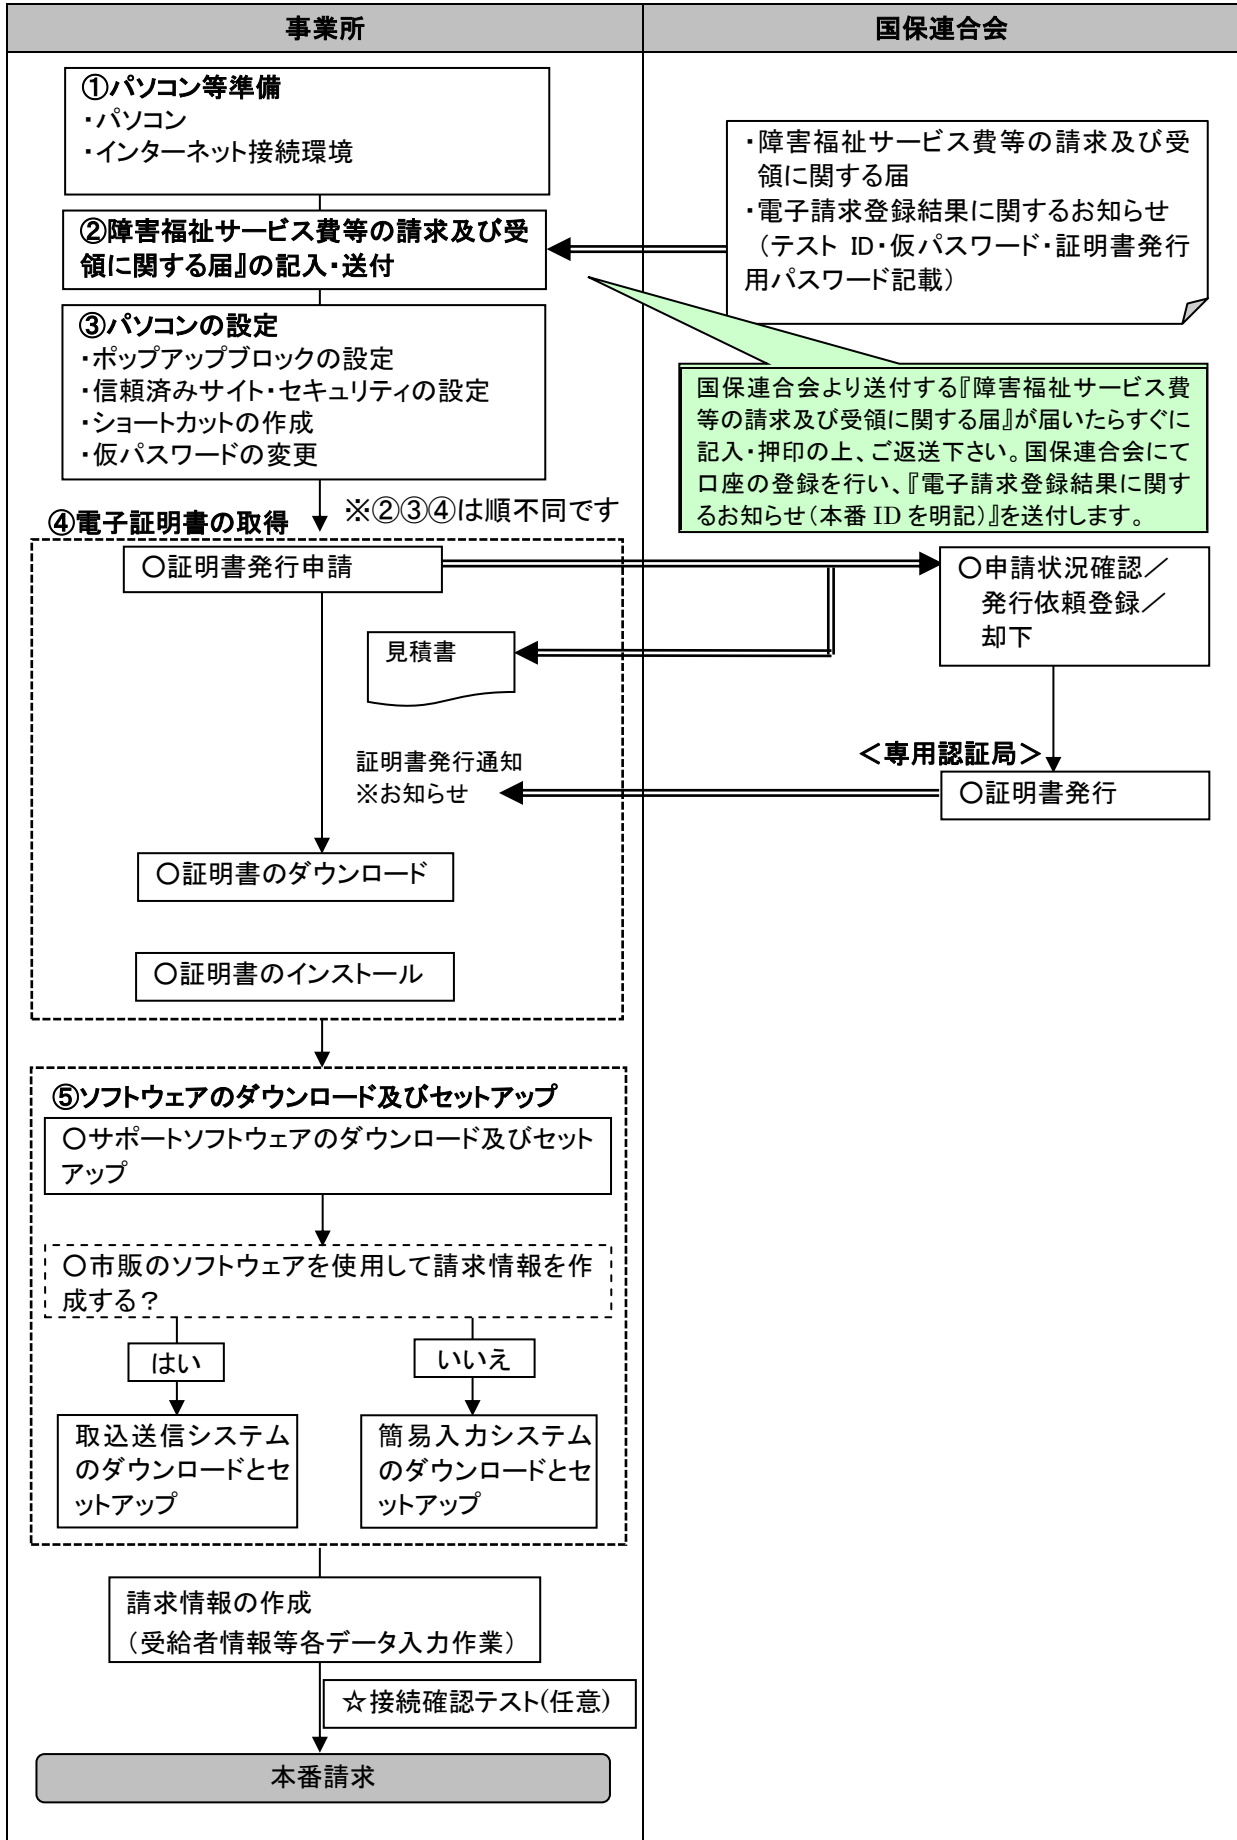 事業所
国保連合会
①パソコン等準備
・パソコン
・インターネット接続環境
・障害福祉サービス費等の請求及び受
領に関する届
・電子請求登録結果に関するお知らせ
（テスト ID・仮パスワード・証明書発行
用パスワード記載）
②障害福祉サービス費等の請求及び受
領に関する届』の記入・送付
③パソコンの設定
・ポップアップブロックの設定
・信頼済みサイト・セキュリティの設定
・ショートカットの作成
・仮パスワードの変更
国保連合会より送付する『障害福祉サービス費
等の請求及び受領に関する届』が届いたらすぐに
記入・押印の上、ご返送下さい。国保連合会にて
口座の登録を行い、『電子請求登録結果に関す
るお知らせ（本番 ID を明記）』を送付します。
※②③④は順不同です
④電子証明書の取得
○証明書発行申請
○申請状況確認／
発行依頼登録／
却下
見積書
＜専用認証局＞
証明書発行通知
※お知らせ
○証明書発行
○証明書のダウンロード
○証明書のインストール
⑤ソフトウェアのダウンロード及びセットアップ
○サポートソフトウェアのダウンロード及びセット
アップ
○市販のソフトウェアを使用して請求情報を作
成する？
はい
いいえ
取込送信システム
のダウンロードとセ
ットアップ
簡易入力システム
のダウンロードとセ
ットアップ
請求情報の作成
（受給者情報等各データ入力作業）
☆接続確認テスト(任意)
本番請求